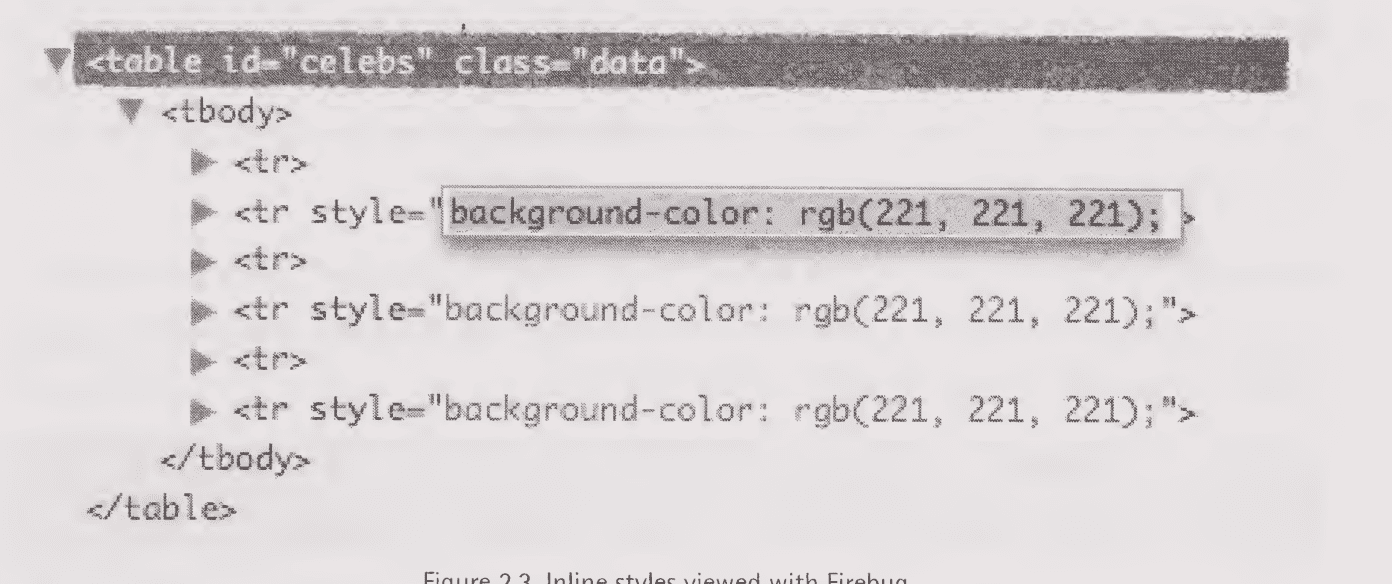 <table id="celebs" class="data">
<tbody>
<tr>
<tr style="background-color: rgb(221, 221, 221); >
<tr>
<tr style="background-color: rgb(221, 221, 221);">
<tr>
<tr style="background-color: rgb(221, 221, 221);">
</tbody>
</table>
Figure 2.3. Inline styles viewed with Firebug